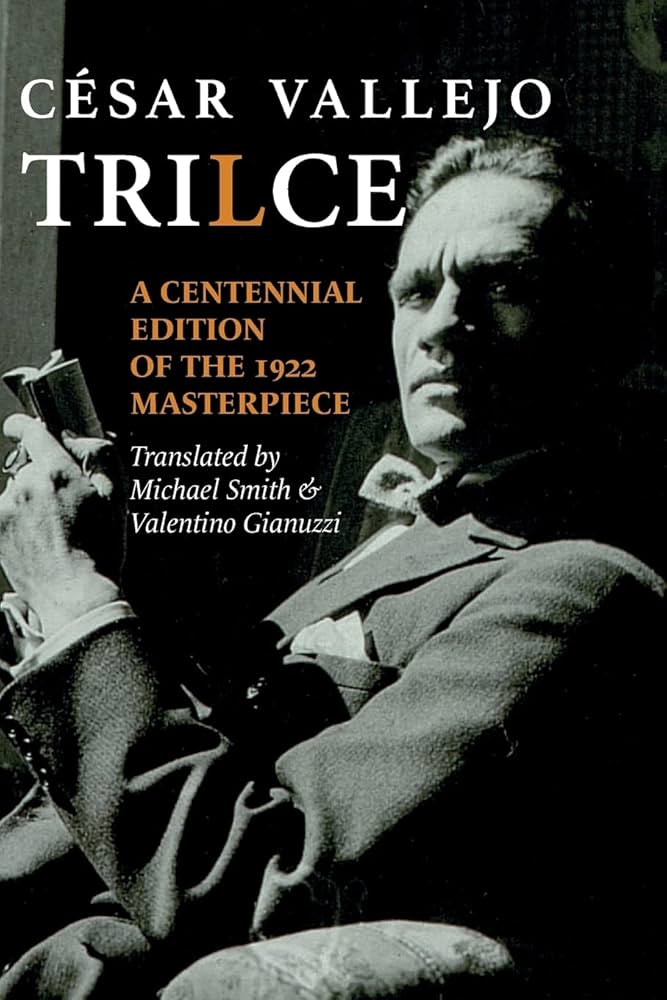 CÉSAR VALLEJO
TRILCE
A CENTENNIAL
EDITION
OF THE 1922
MASTERPIECE
Translated by
Michael Smith &
Valentino Gianuzzi